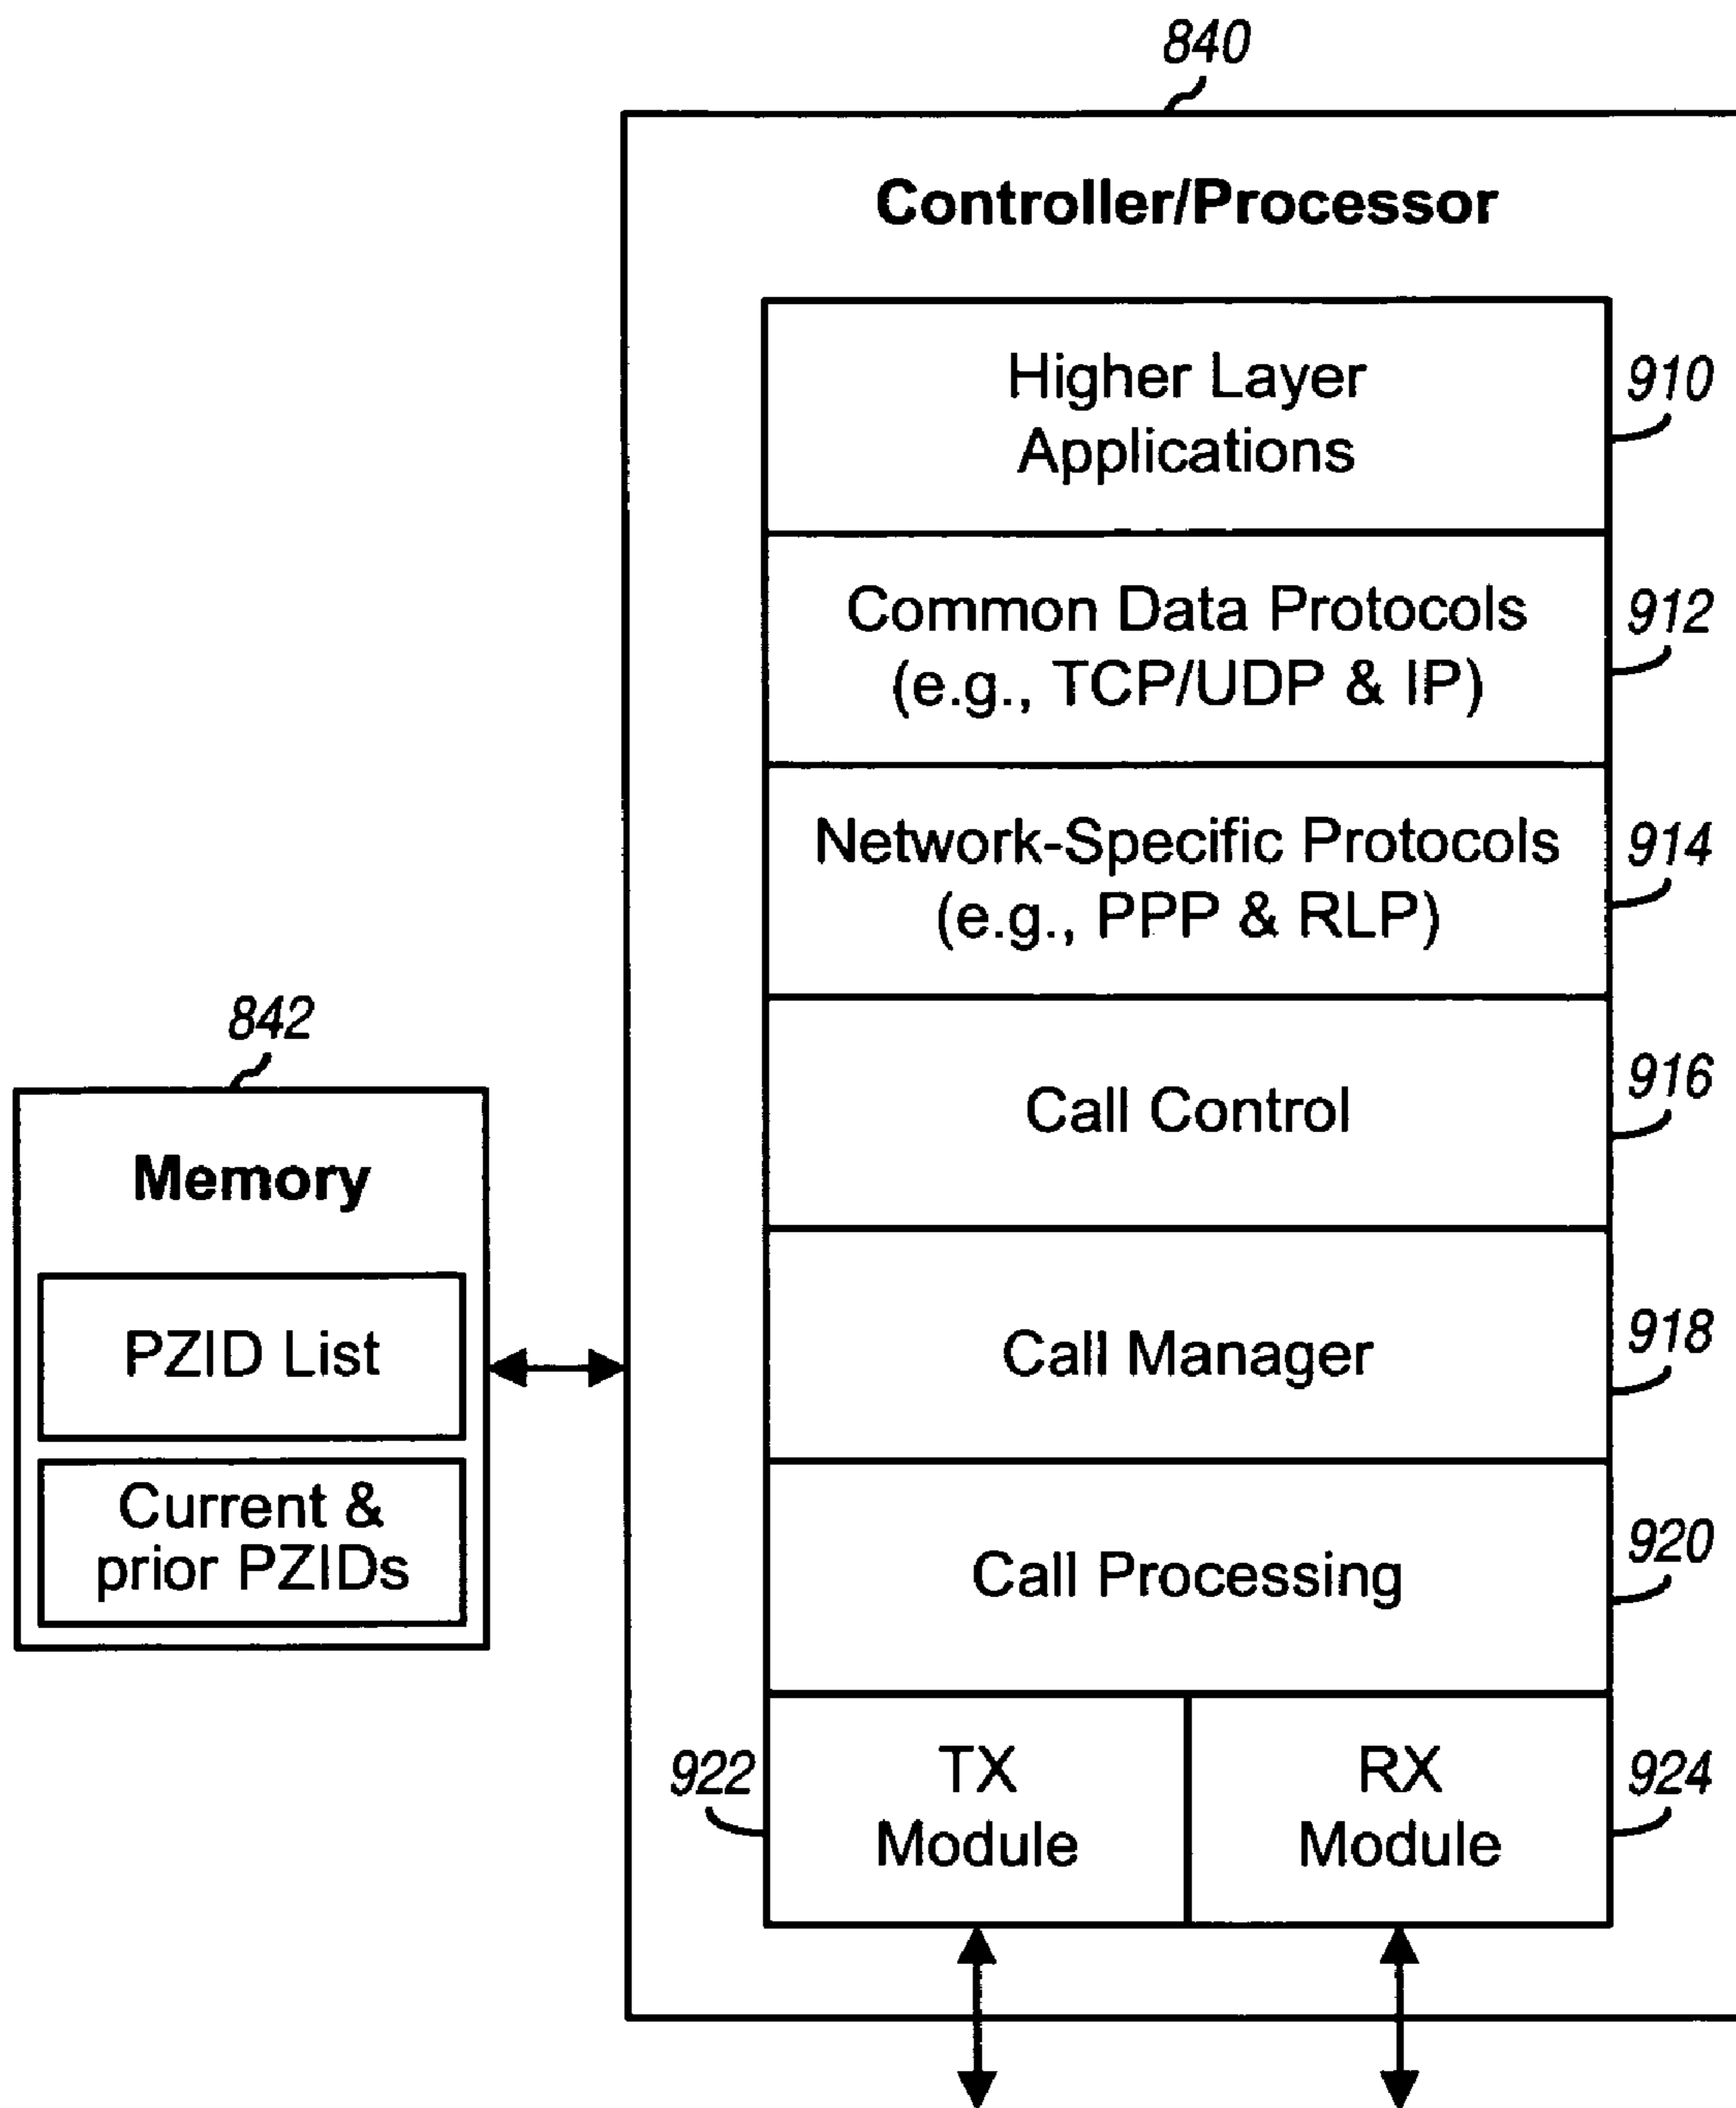 840
Controller/Processor
Higher Layer
Applications
910
Common Data Protocols
(e.g., TCP/UDP & IP)
912
Network-Specific Protocols
(e.g., PPP & RLP)
914
Call Control
916
Call Manager
918
Call Processing
920
922
TX
Module
RX
Module
924
842
Memory
PZID List
Current &
prior PZIDs